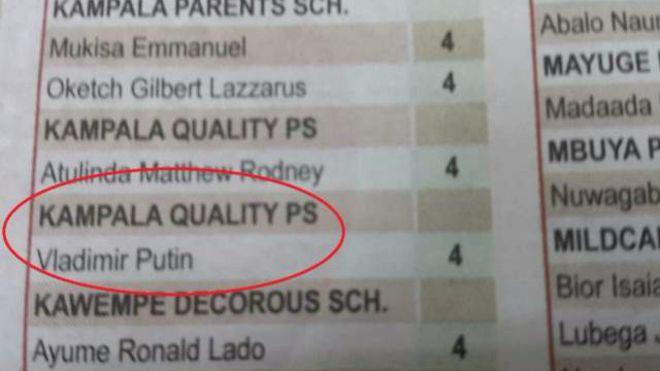 KAMPALA PARENTS SCH.
Mukisa Emmanuel 4
Oketch Gilbert Lazzarus 4
KAMPALA QUALITY PS
Atulinda Matthew Rodney 4
KAMPALA QUALITY PS
Vladimir Putin 4
KAWEMPE DECOROUS SCH.
Ayume Ronald Lado 4
Abalo
MAYUGE
Madaada
MBUYA
Nuwagab
MILDCA
Bior Isaia
Lubega